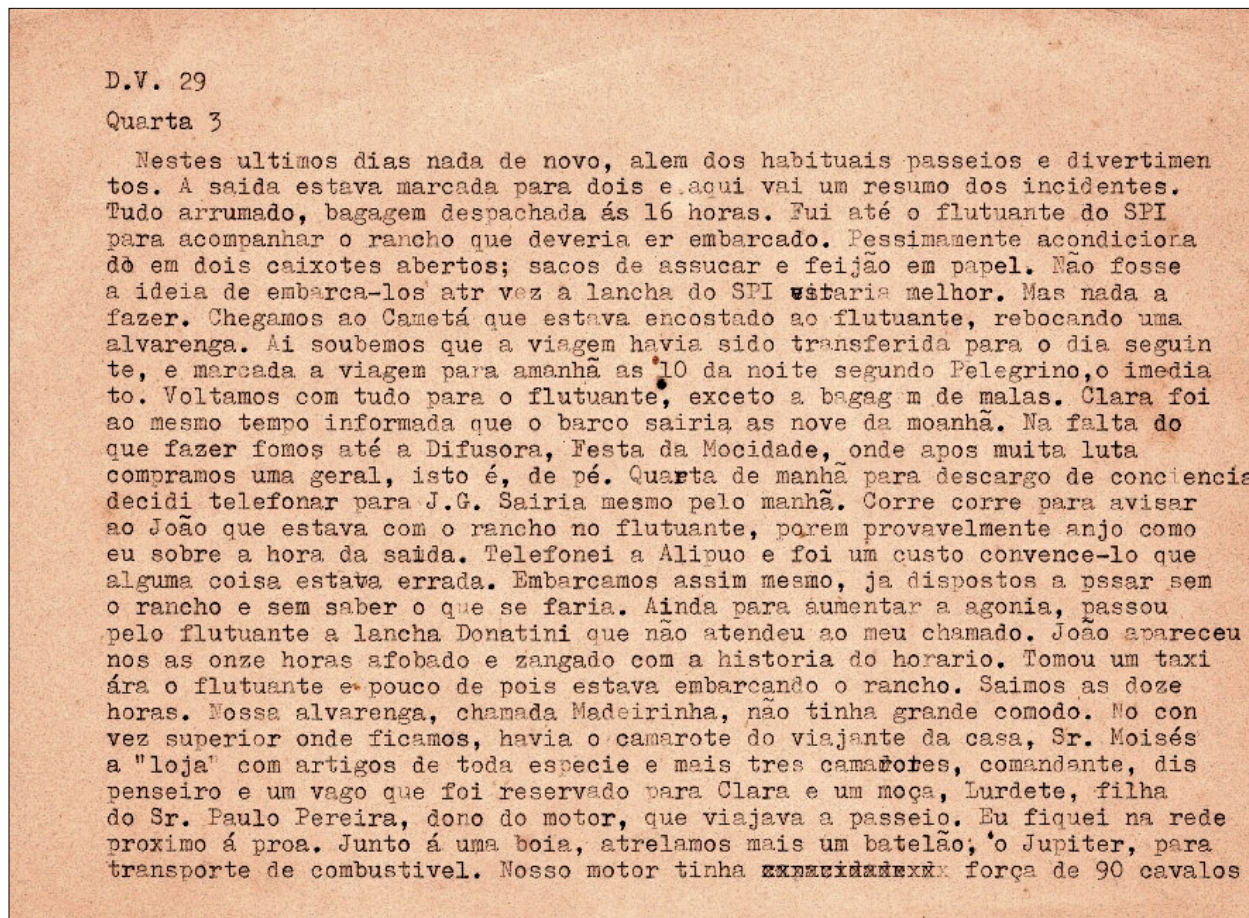 D.V. 29
Quarta 3
Nestes ultimos dias nada de novo, alem dos habituais passeios e divertimen
tos. A saida estava marcada para dois e aqui vai um resumo dos incidentes.
Tudo arrumado, bagagem despachada ás 16 horas. Fui até o flutuante do SPI
para acompanhar o rancho que deveria er embarcado. Pessimamente acondiciona
do em dois caixotes abertos; sacos de assucar e feijão em papel. Não fosse
a ideia de embarca-los atr vez a lancha do SPI estaria melhor. Mas nada a
fazer. Chegamos ao Cametá que estava encostado ao flutuante, rebocando uma
alvarenga. Ai soubemos que a viagem havia sido transferida para o dia seguin
te, e marcada a viagem para amanhã as 10 da noite segundo Pelegrino,o imedia
to. Voltamos com tudo para o flutuante, exceto a bagag m de malas. Clara foi
ao mesmo tempo informada que o barco sairia as nove da moanhã. Na falta do
que fazer fomos até a Difusora, Festa da Mocidade, onde apos muita luta
compramos uma geral, isto é, de pé. Quarta de manhã para descargo de conciencia
decidi telefonar para J.G. Sairia mesmo pelo manhã. Corre corre para avisar
ao João que estava com o rancho no flutuante, porem provavelmente anjo como
eu sobre a hora da saida. Telefonei a Alipuo e foi um custo convence-lo que
alguma coisa estava errada. Embarcamos assim mesmo, ja dispostos a pssar sem
o rancho e sem saber o que se faria. Ainda para aumentar a agonia, passou
pelo flutuante a lancha Donatini que não atendeu ao meu chamado. João apareceu
nos as onze horas afobado e zangado com a historia do horario. Tomou um taxi
ára o flutuante e pouco de pois estava embarcando o rancho. Saimos as doze
horas. Nossa alvarenga, chamada Madeirinha, não tinha grande comodo. No con
vez superior onde ficamos, havia o camarote do viajante da casa, Sr. Moisés
a "loja" com artigos de toda especie e mais tres camarotes, comandante, dis
penseiro e um vago que foi reservado para Clara e um moça, Lurdete, filha
do Sr. Paulo Pereira, dono do motor, que viajava a passeio. Eu fiquei na rede
proximo á proa. Junto á uma boia, atrelamos mais um batelão; o Jupiter, para
transporte de combustivel. Nosso motor tinha força de 90 cavalos